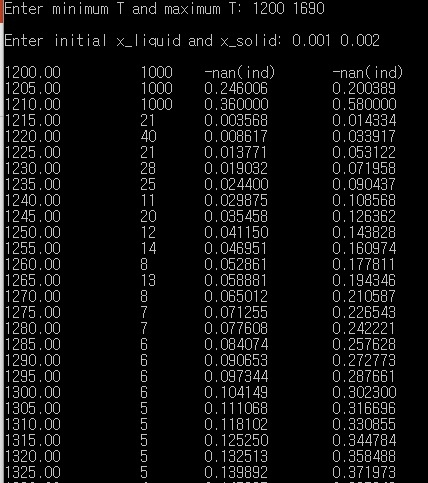 Enter minimum T and maximum T: 1200 1690
Enter initial x_liquid and x_solid: 0.001 0.002
1200.00 1000 -nan(ind) -nan(ind)
1205.00 1000 0.246006 0.200389
1210.00 1000 0.360000 0.580000
1215.00 21 0.003568 0.014334
1220.00 40 0.008617 0.033917
1225.00 21 0.013771 0.053122
1230.00 28 0.019032 0.071958
1235.00 25 0.024400 0.090437
1240.00 11 0.029875 0.108568
1245.00 20 0.035458 0.126362
1250.00 12 0.041150 0.143828
1255.00 14 0.046951 0.160974
1260.00 8 0.052861 0.177811
1265.00 13 0.058881 0.194346
1270.00 8 0.065012 0.210587
1275.00 7 0.071255 0.226543
1280.00 7 0.077608 0.242221
1285.00 6 0.084074 0.257628
1290.00 6 0.090653 0.272773
1295.00 6 0.097344 0.287661
1300.00 6 0.104149 0.302300
1305.00 5 0.111068 0.316696
1310.00 5 0.118102 0.330855
1315.00 5 0.125250 0.344784
1320.00 5 0.132513 0.358488
1325.00 5 0.139892 0.371973